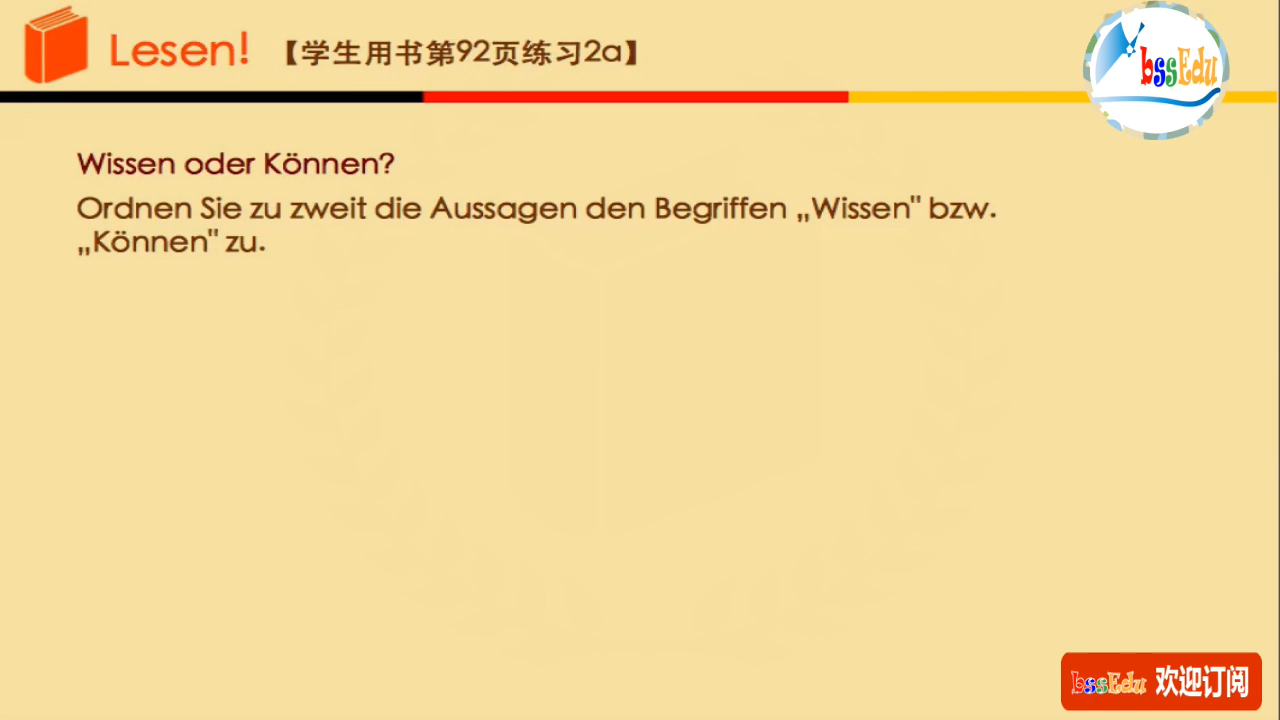 Lesen! 【学生用书第92页练习2a】
bssEdu
Wissen oder Können?
Ordnen Sie zu zweit die Aussagen den Begriffen „Wissen" bzw.
„Können" zu.
bssEdu 欢迎订阅